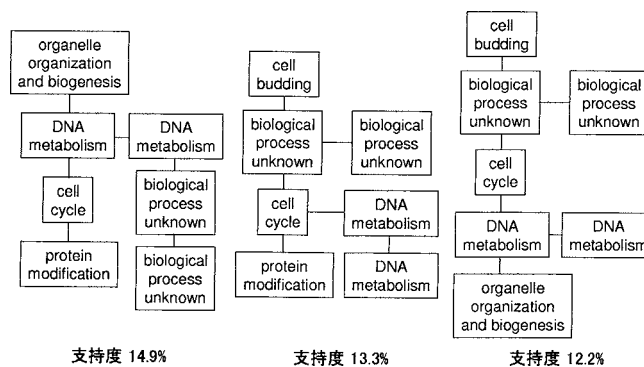 organelle
organization
and biogenesis
DNA
metabolism
DNA
metabolism
cell
cycle
biological
process
unknown
protein
modification
biological
process
unknown
支持度 14.9%
cell
budding
biological
process
unknown
biological
process
unknown
cell
cycle
DNA
metabolism
protein
modification
DNA
metabolism
支持度 13.3%
cell
budding
biological
process
unknown
biological
process
unknown
cell
cycle
DNA
metabolism
DNA
metabolism
organelle
organization
and biogenesis
支持度 12.2%